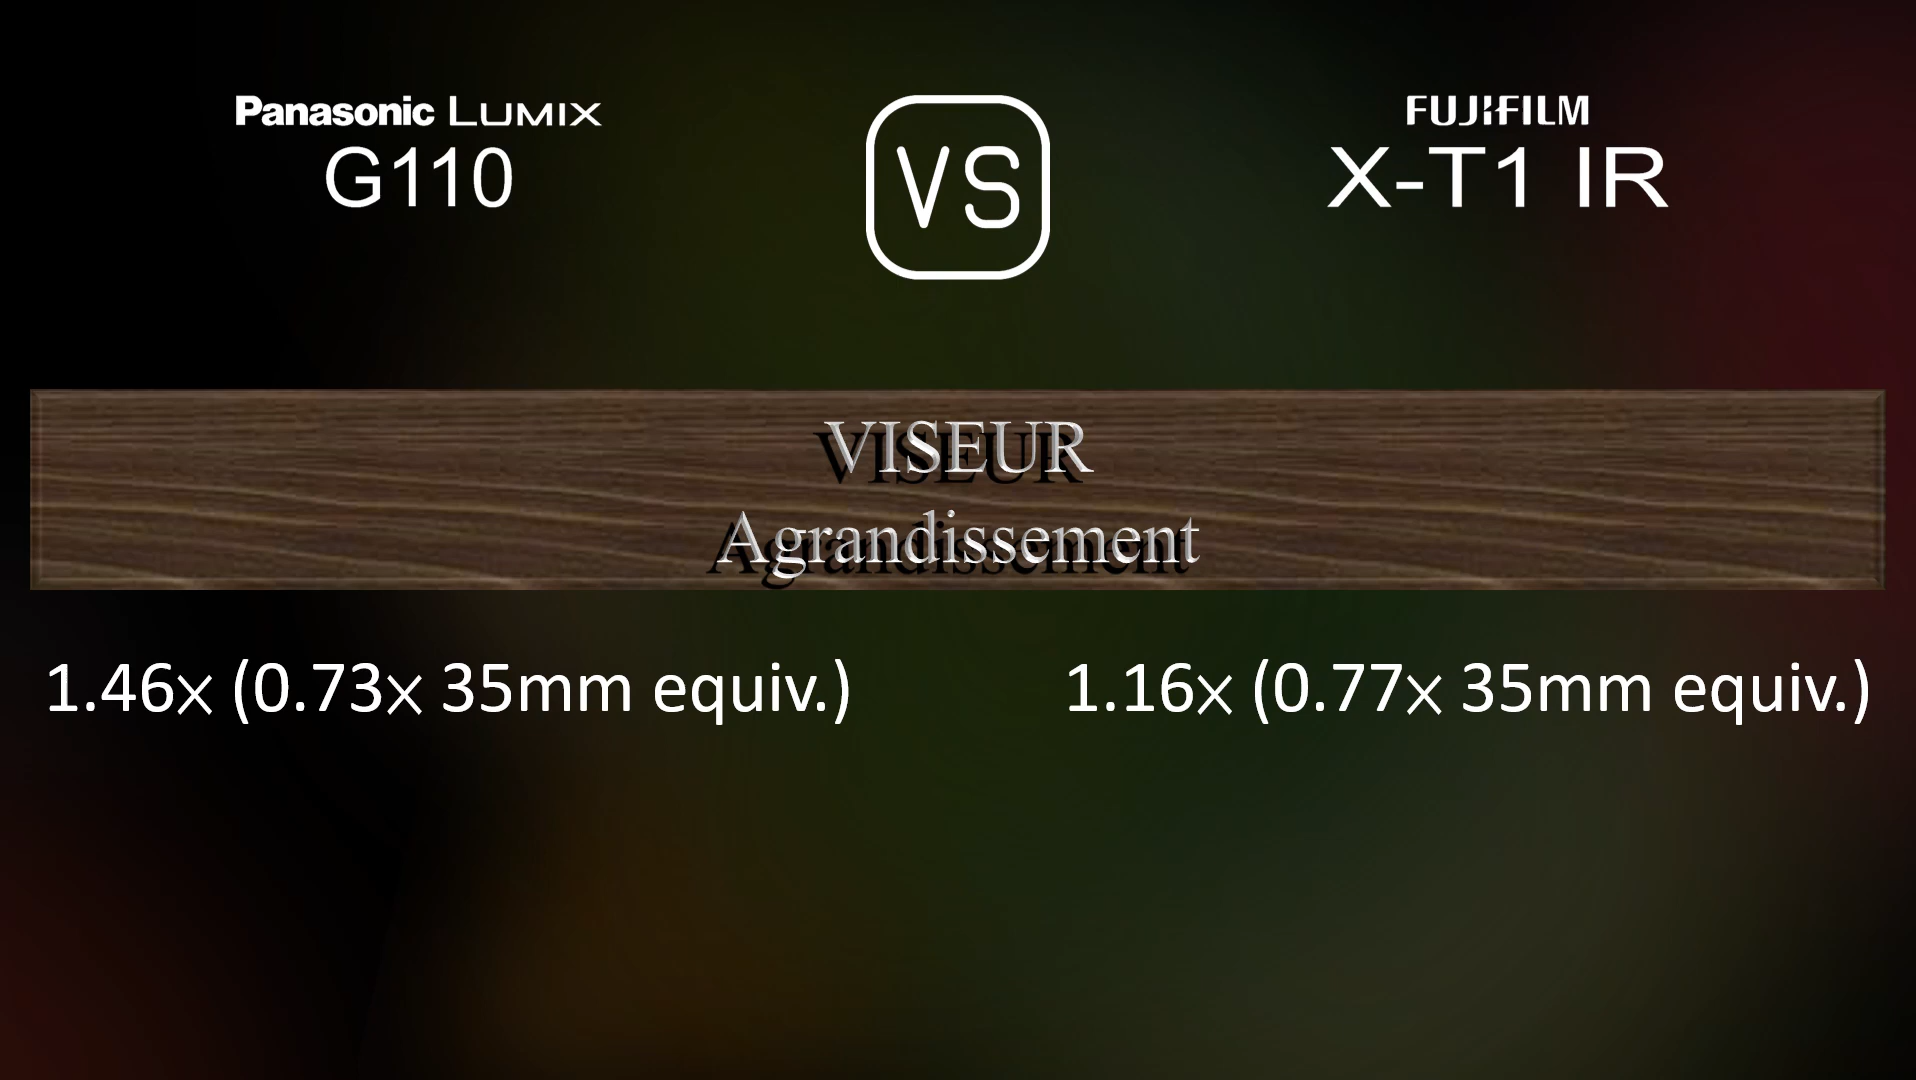 Panasonic LUMIX
G110
VS
FUJIFILM
X-T1 IR
VISEUR
Agrandissement
1.46x (0.73x 35mm equiv.)
1.16x (0.77x 35mm equiv.)